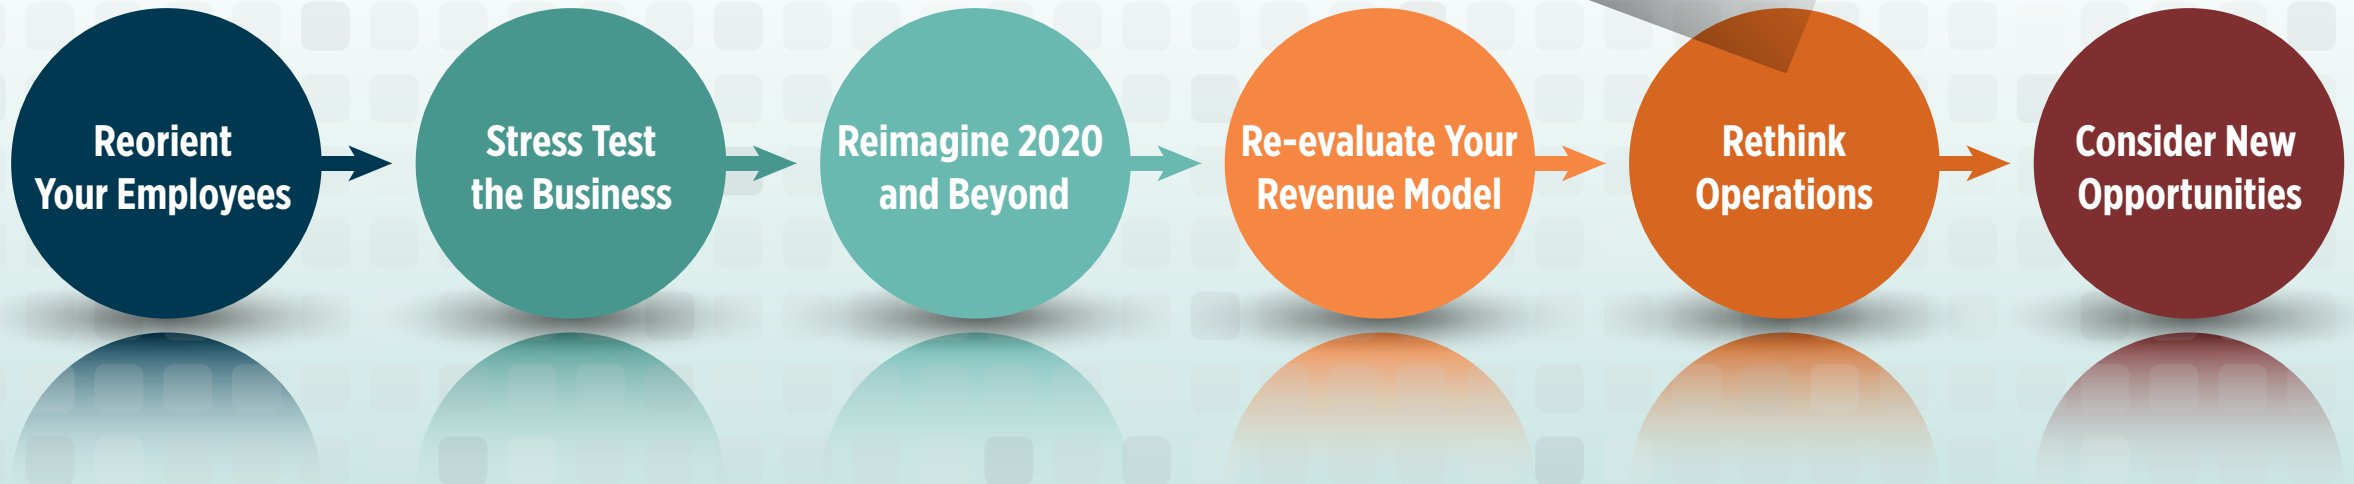 Reorient
Your Employees
Stress Test
the Business
Reimagine 2020
and Beyond
Re-evaluate Your
Revenue Model
Rethink
Operations
Consider New
Opportunities